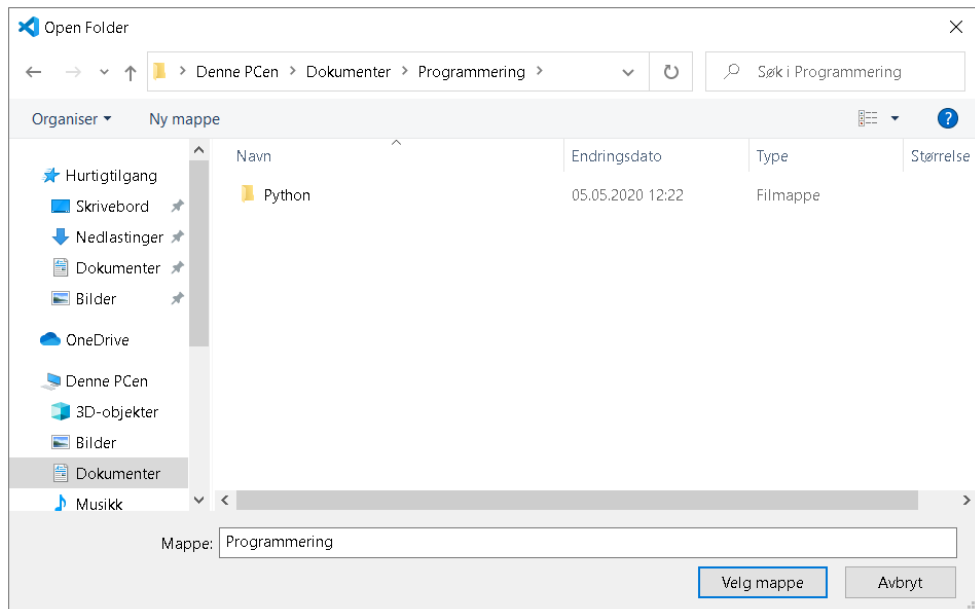 Open Folder
Denne PCen > Dokumenter > Programmering >
Søk i Programmering
Organiser
Ny mappe
Hurtigtilgang
Skrivebord
Nedlastinger
Dokumenter
Bilder
OneDrive
Denne PCen
3D-objekter
Bilder
Dokumenter
Musikk
Navn Endringsdato Type Størrelse
Python 05.05.2020 12:22 Filmappe
Mappe: Programmering
Velg mappe Avbryt